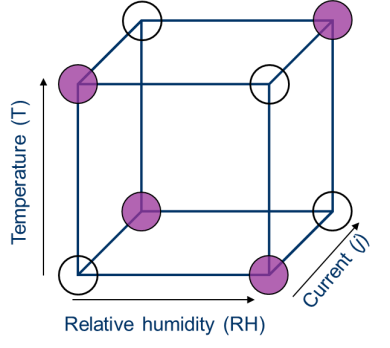 Temperature (T)
Current (j)
Relative humidity (RH)